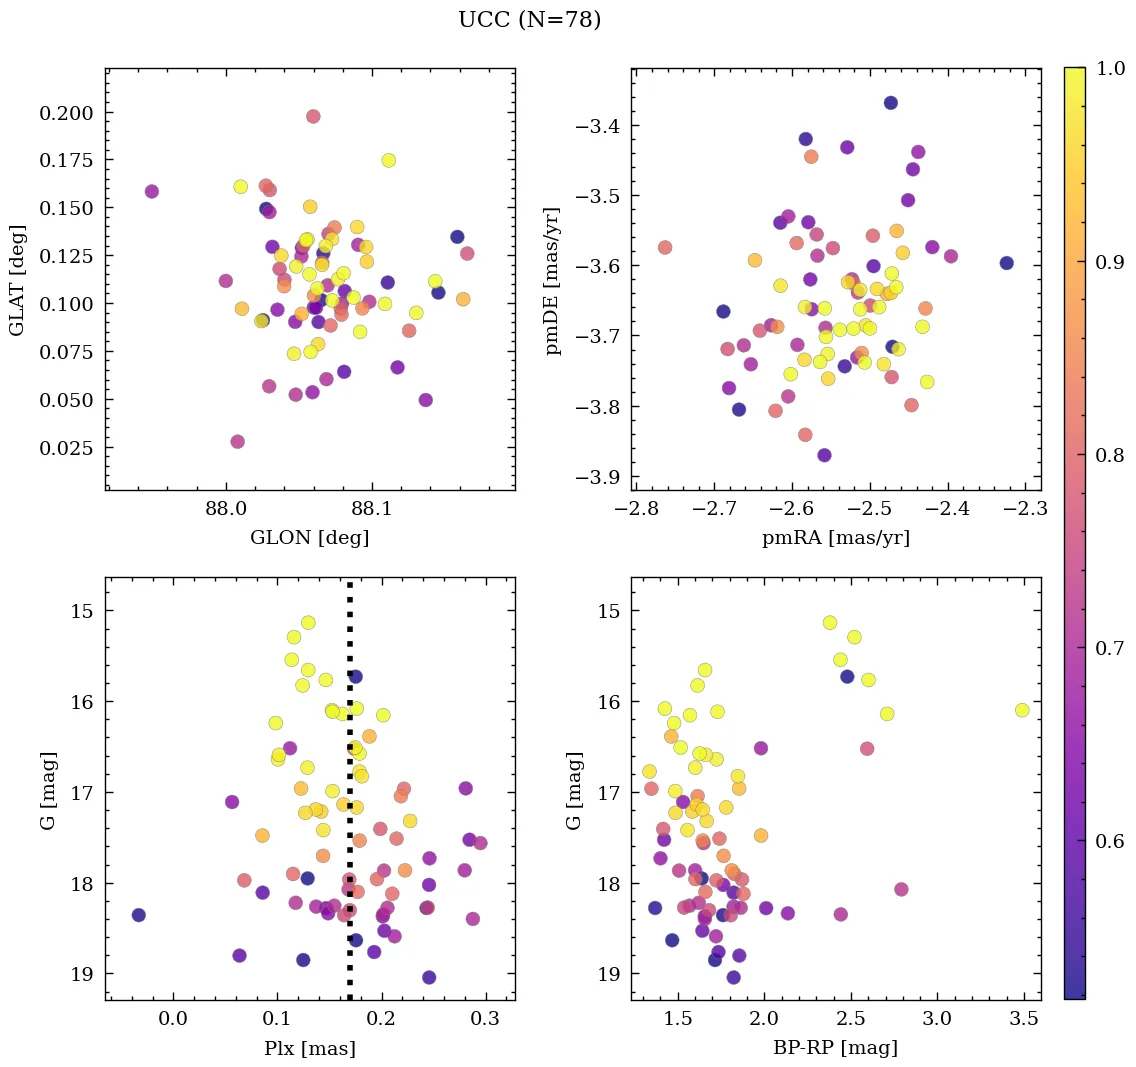 UCC (N=78)
0.200
0.175
0.150
0.125
0.100
0.075
0.050
0.025
GLAT [deg]
88.0 88.1
GLON [deg]
−3.4
−3.5
−3.6
−3.7
−3.8
−3.9
pmDE [mas/yr]
−2.8 −2.7 −2.6 −2.5 −2.4 −2.3
pmRA [mas/yr]
1.0
0.9
0.8
0.7
0.6
15
16
17
18
19
G [mag]
0.0 0.1 0.2 0.3
Plx [mas]
15
16
17
18
19
G [mag]
1.5 2.0 2.5 3.0 3.5
BP-RP [mag]